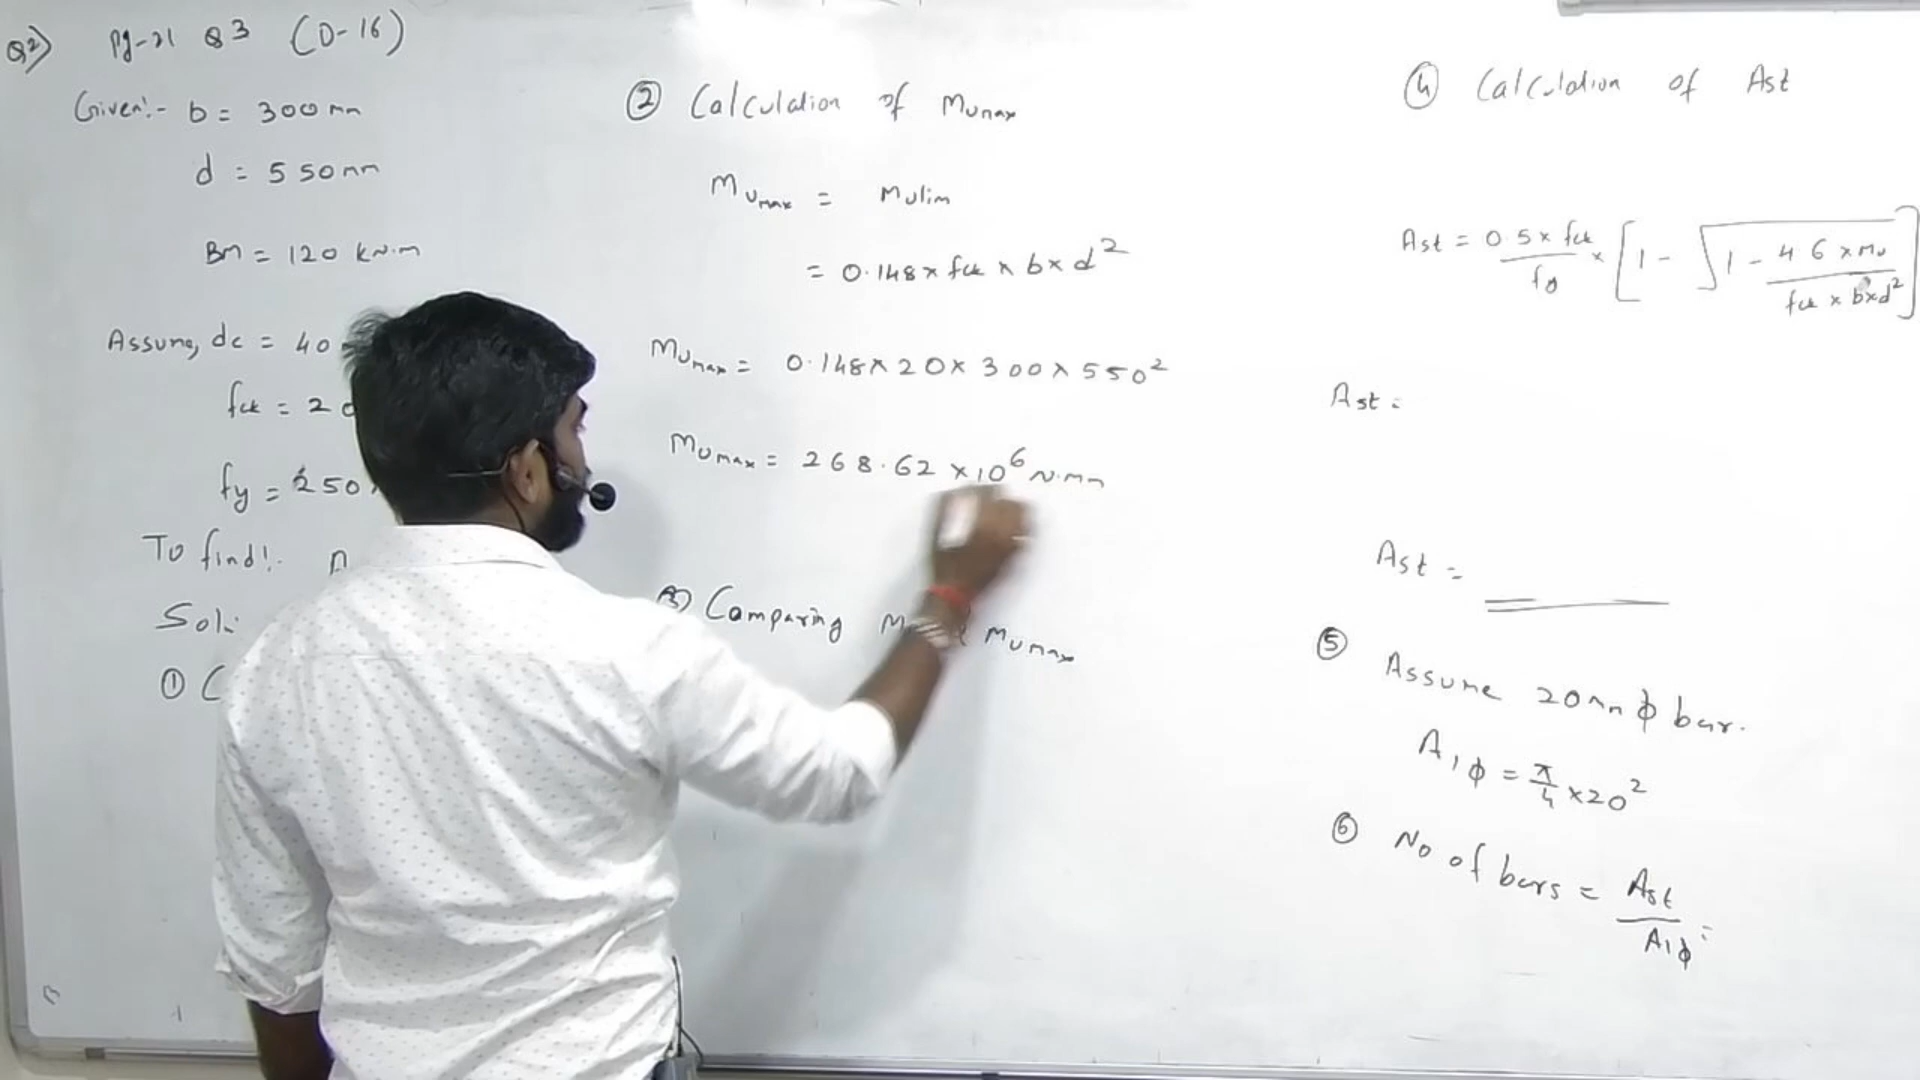 Q2) Pg-21 Q3 (D-16)
Given:- b = 300mm
d = 550mm
BM = 120 kN.m
Assume, dc = 40
fck = 20
fy = 250
To find:-
Sol:
① C
② Calculation of Mumax
Mumax = Mulim
= 0.148 x fck x b x d²
Mumax = 0.148 x 20 x 300 x 550²
Mumax = 268.62 x 10⁶ N.mm
③ Comparing Mumax
④ Calculation of Ast
Ast = 0.5 x fck / fy x [1 - √1 - 4.6 x Mu / fck x b x d²]
Ast =
Ast =
⑤ Assume 20mm ϕ bar.
A1ϕ = π/4 x 20²
⑥ No of bars = Ast / A1ϕ =